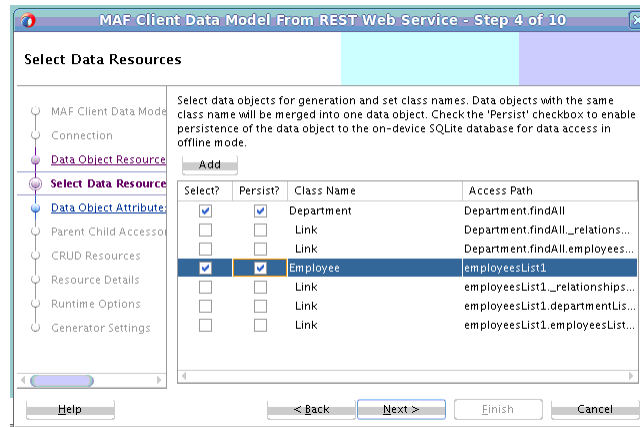 MAF Client Data Model From REST Web Service - Step 4 of 10
Select Data Resources
MAF Client Data Mode
Connection
Data Object Resource
Select Data Resource
Data Object Attribute:
Parent Child Accessor
CRUD Resources
Resource Details
Runtime Options
Generator Settings
Select data objects for generation and set class names. Data objects with the same
class name will be merged into one data object. Check the 'Persist' checkbox to enable
persistence of the data object to the on-device SQLite database for data access in
offline mode.
Add
Select? Persist? Class Name Access Path
Department Department.findAll
Link Department.findAll._relations...
Link Department.findAll.employees...
Employee employeesList1
Link employeesList1._relationships...
Link employeesList1.departmentLis...
Link employeesList1.employeesList...
Help < Back Next > Finish Cancel